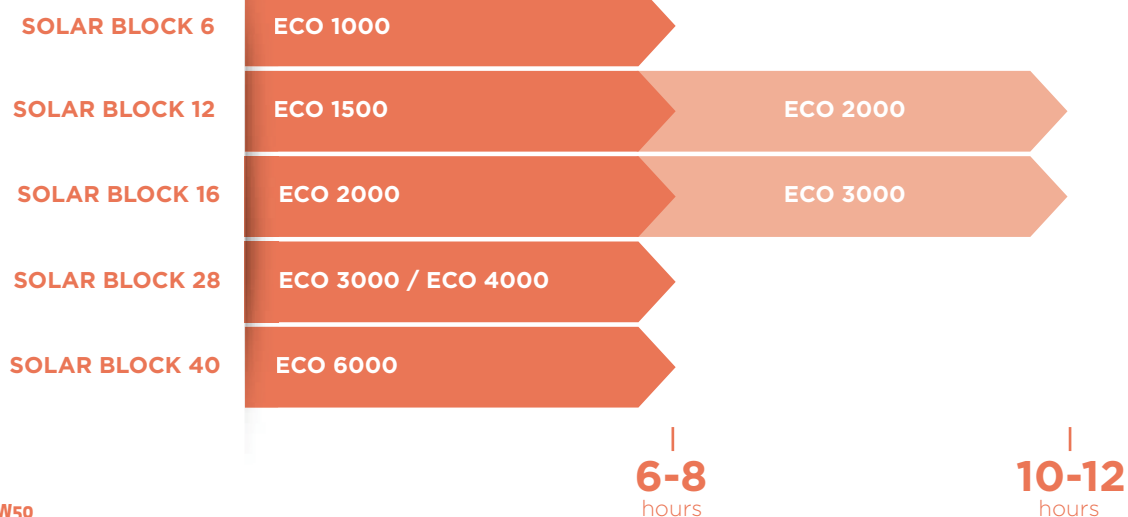 SOLAR BLOCK 6 ECO 1000
SOLAR BLOCK 12 ECO 1500 ECO 2000
SOLAR BLOCK 16 ECO 2000 ECO 3000
SOLAR BLOCK 28 ECO 3000 / ECO 4000
SOLAR BLOCK 40 ECO 6000
6-8 10-12
hours hours